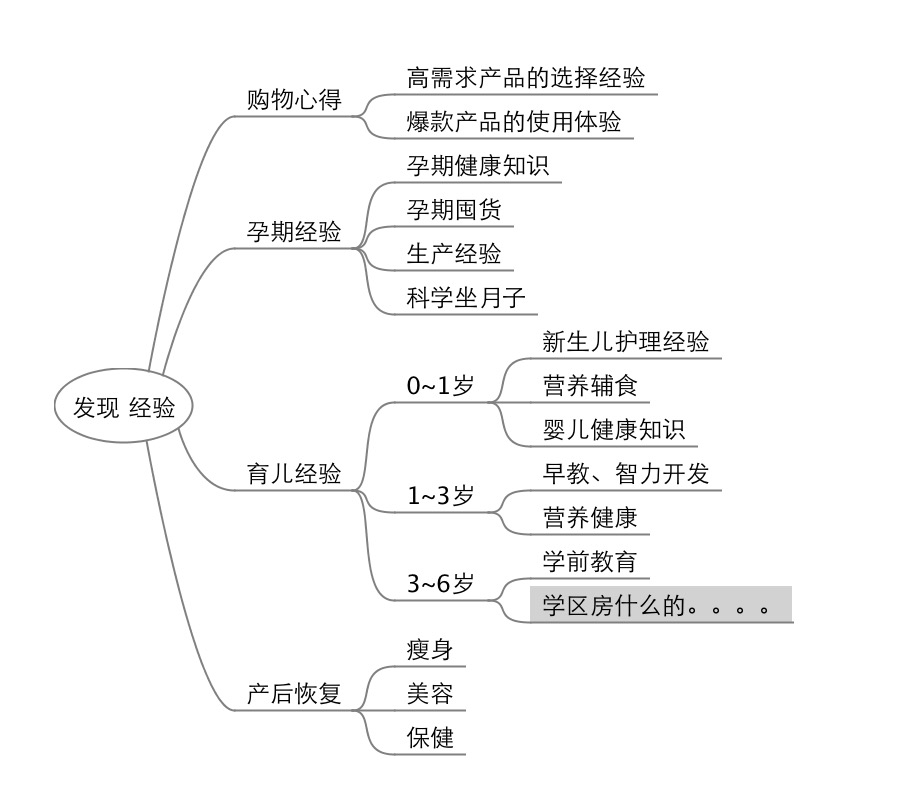 发现 经验
购物心得
高需求产品的选择经验
爆款产品的使用体验
孕期经验
孕期健康知识
孕期囤货
生产经验
科学坐月子
育儿经验
0~1岁
新生儿护理经验
营养辅食
婴儿健康知识
1~3岁
早教、智力开发
营养健康
3~6岁
学前教育
学区房什么的。。。。
产后恢复
瘦身
美容
保健